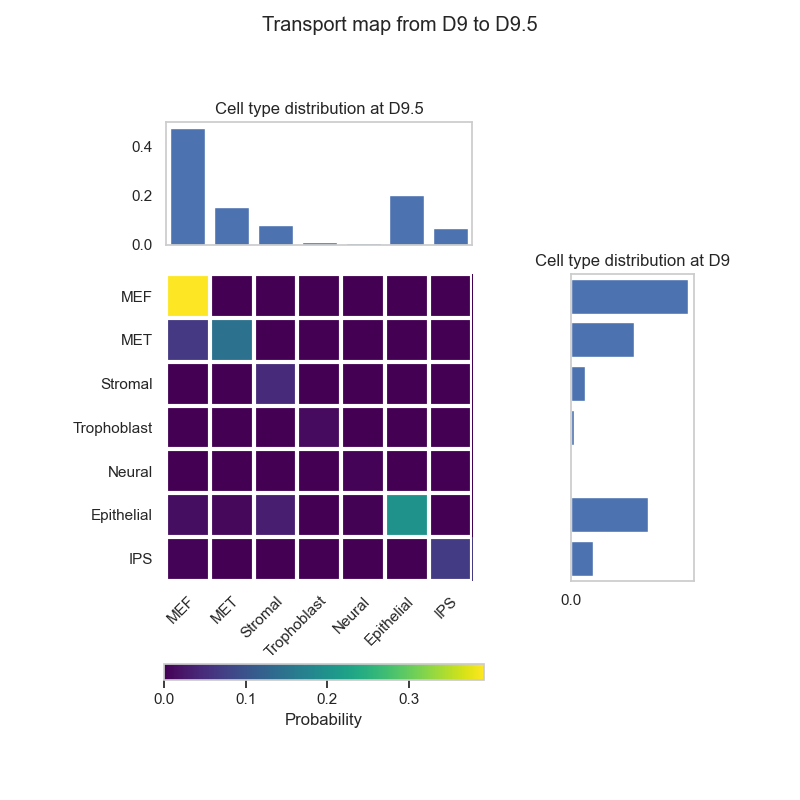 Transport map from D9 to D9.5
Cell type distribution at D9.5
0.4
0.2
0.0
Cell type distribution at D9
MEF
MET
Stromal
Trophoblast
Neural
Epithelial
IPS
0.0
MEF
MET
Stromal
Trophoblast
Neural
Epithelial
IPS
0.0
0.1
0.2
0.3
Probability